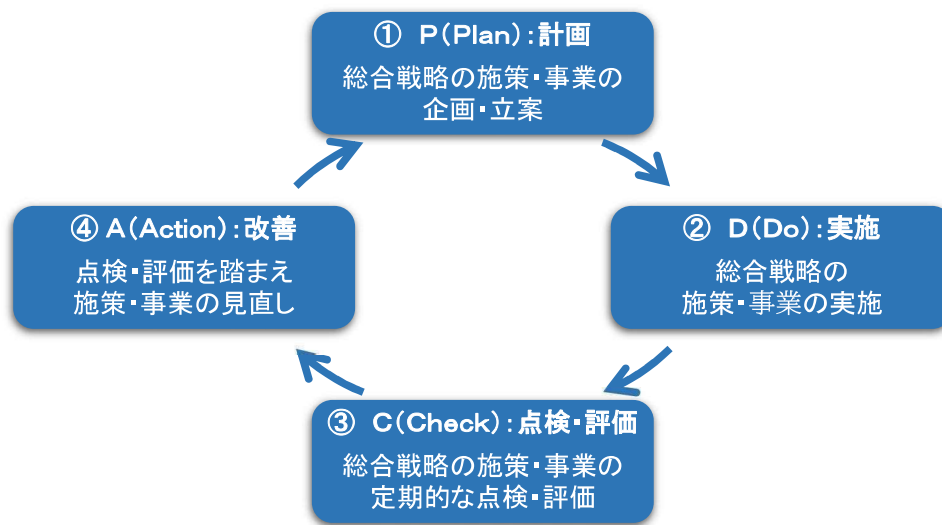 ① P(Plan):計画
総合戦略の施策・事業の
企画・立案
② D(Do):実施
総合戦略の
施策・事業の実施
③ C(Check):点検・評価
総合戦略の施策・事業の
定期的な点検・評価
④ A(Action):改善
点検・評価を踏まえ
施策・事業の見直し